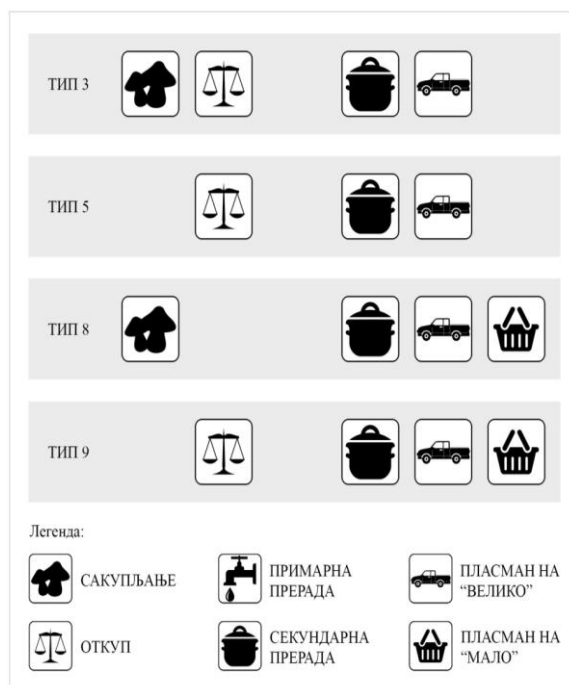 ТИП 3
ТИП 5
ТИП 8
ТИП 9
Легенда:
САКУПЉАЊЕ
ПРИМАРНА
ПРЕРАДА
ПЛАСМАН НА
“ВЕЛИКО”
ОТКУП
СЕКУНДАРНА
ПРЕРАДА
ПЛАСМАН НА
“МАЛО”